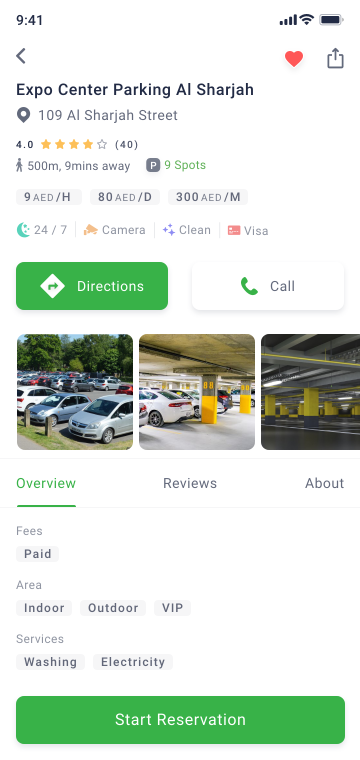 9:41
Expo Center Parking Al Sharjah
109 Al Sharjah Street
4.0 (40)
500m, 9mins away P 9 Spots
9 AED/H 80 AED/D 300 AED/M
24 / 7 Camera Clean Visa
Directions Call
Overview Reviews About
Fees
Paid
Area
Indoor Outdoor VIP
Services
Washing Electricity
Start Reservation